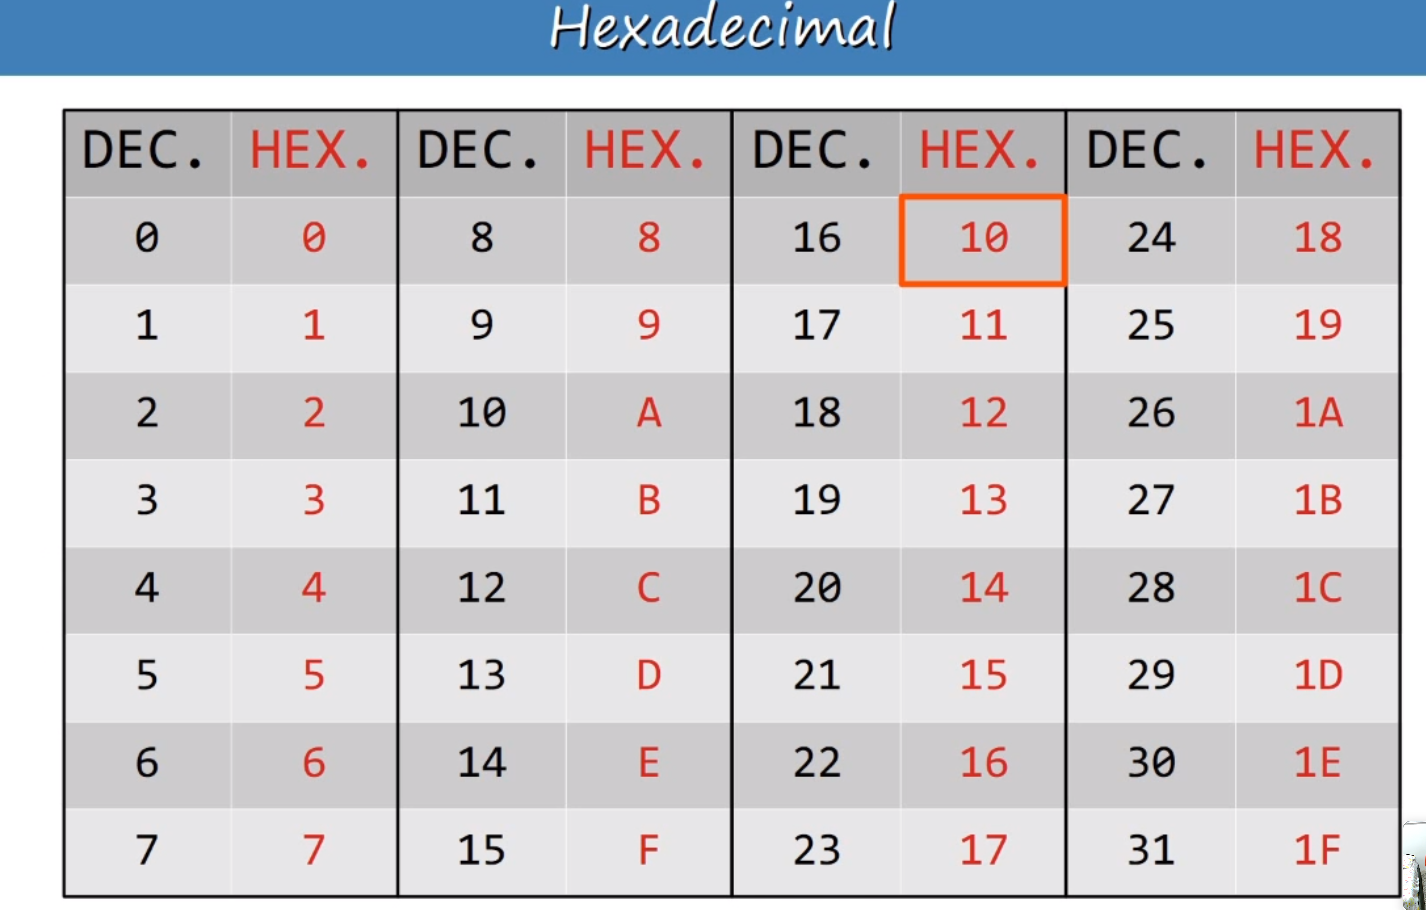 Hexadecimal
DEC. HEX. DEC. HEX. DEC. HEX. DEC. HEX.
0 0 8 8 16 10 24 18
1 1 9 9 17 11 25 19
2 2 10 A 18 12 26 1A
3 3 11 B 19 13 27 1B
4 4 12 C 20 14 28 1C
5 5 13 D 21 15 29 1D
6 6 14 E 22 16 30 1E
7 7 15 F 23 17 31 1F